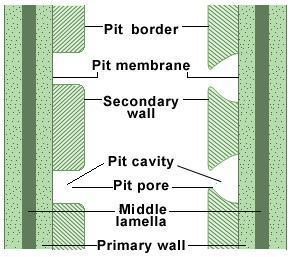 Pit border
Pit membrane
Secondary
wall
Pit cavity
Pit pore
Middle
lamella
Primary wall